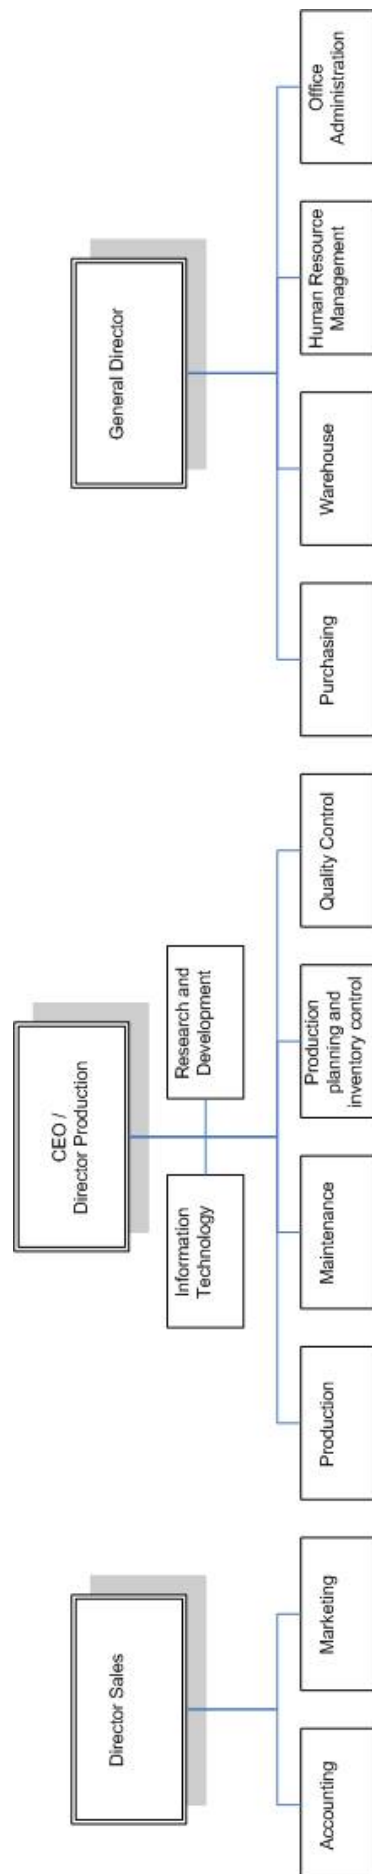 Director Sales
CEO /
Director Production
General Director
Information
Technology
Research and
Development
Accounting
Marketing
Production
Maintenance
Production
planning and
inventory control
Quality Control
Purchasing
Warehouse
Human Resource
Management
Office
Administration